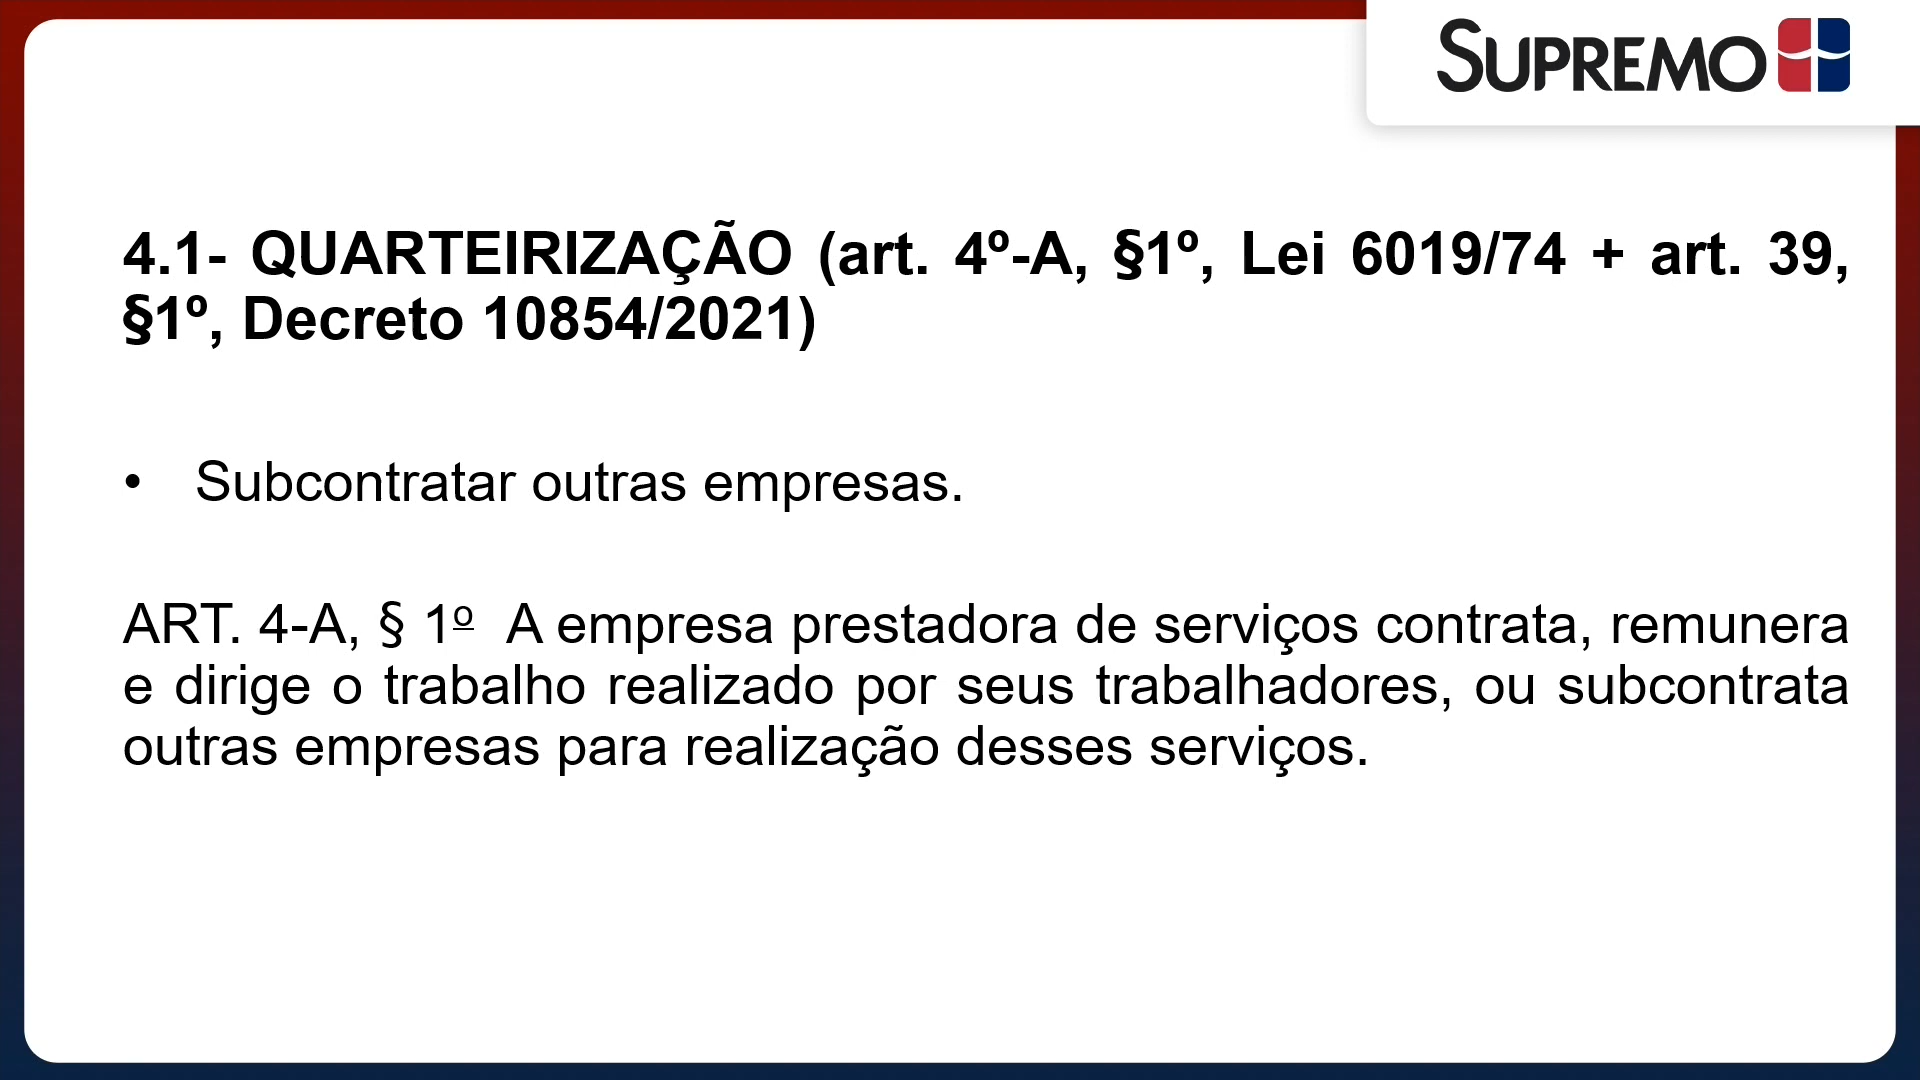 SUPREMO
4.1- QUARTEIRIZAÇÃO (art. 4º-A, §1º, Lei 6019/74 + art. 39,
§1º, Decreto 10854/2021)
• Subcontratar outras empresas.
ART. 4-A, § 1º A empresa prestadora de serviços contrata, remunera
e dirige o trabalho realizado por seus trabalhadores, ou subcontrata
outras empresas para realização desses serviços.